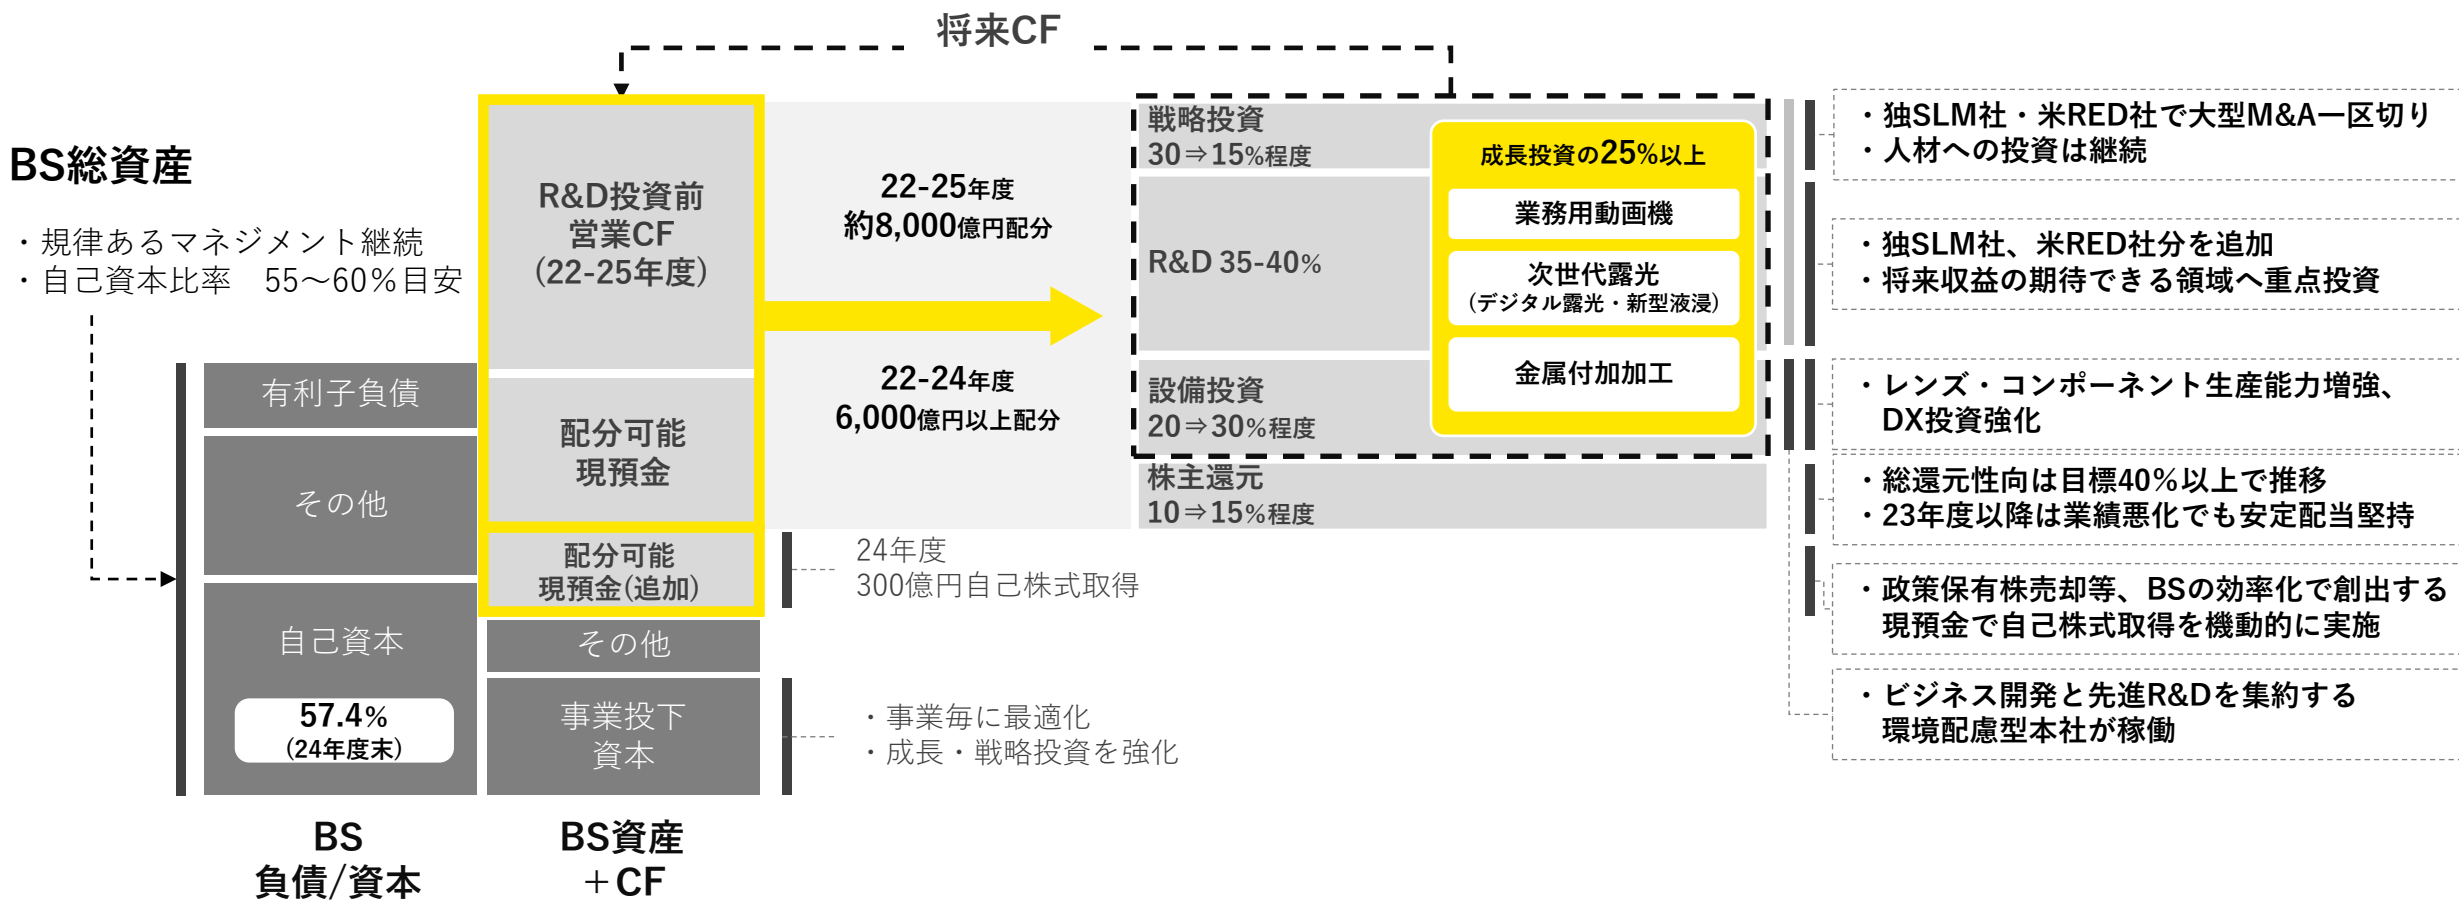 将来CF
BS総資産
・規律あるマネジメント継続
・自己資本比率　55～60%目安
有利子負債
その他
自己資本
57.4%
(24年度末)
BS
負債/資本
R&D投資前
営業CF
(22-25年度)
配分可能
現預金
配分可能
現預金(追加)
その他
事業投下
資本
BS資産
＋CF
22-25年度
約8,000億円配分
22-24年度
6,000億円以上配分
24年度
300億円自己株式取得
・事業毎に最適化
・成長・戦略投資を強化
戦略投資
30⇒15%程度
R&D 35-40%
設備投資
20⇒30%程度
株主還元
10⇒15%程度
成長投資の25%以上
業務用動画機
次世代露光
(デジタル露光・新型液浸)
金属付加加工
・独SLM社・米RED社で大型M&A一区切り
・人材への投資は継続
・独SLM社、米RED社分を追加
・将来収益の期待できる領域へ重点投資
・レンズ・コンポーネント生産能力増強、
DX投資強化
・総還元性向は目標40%以上で推移
・23年度以降は業績悪化でも安定配当堅持
・政策保有株売却等、BSの効率化で創出する
現預金で自己株式取得を機動的に実施
・ビジネス開発と先進R&Dを集約する
環境配慮型本社が稼働